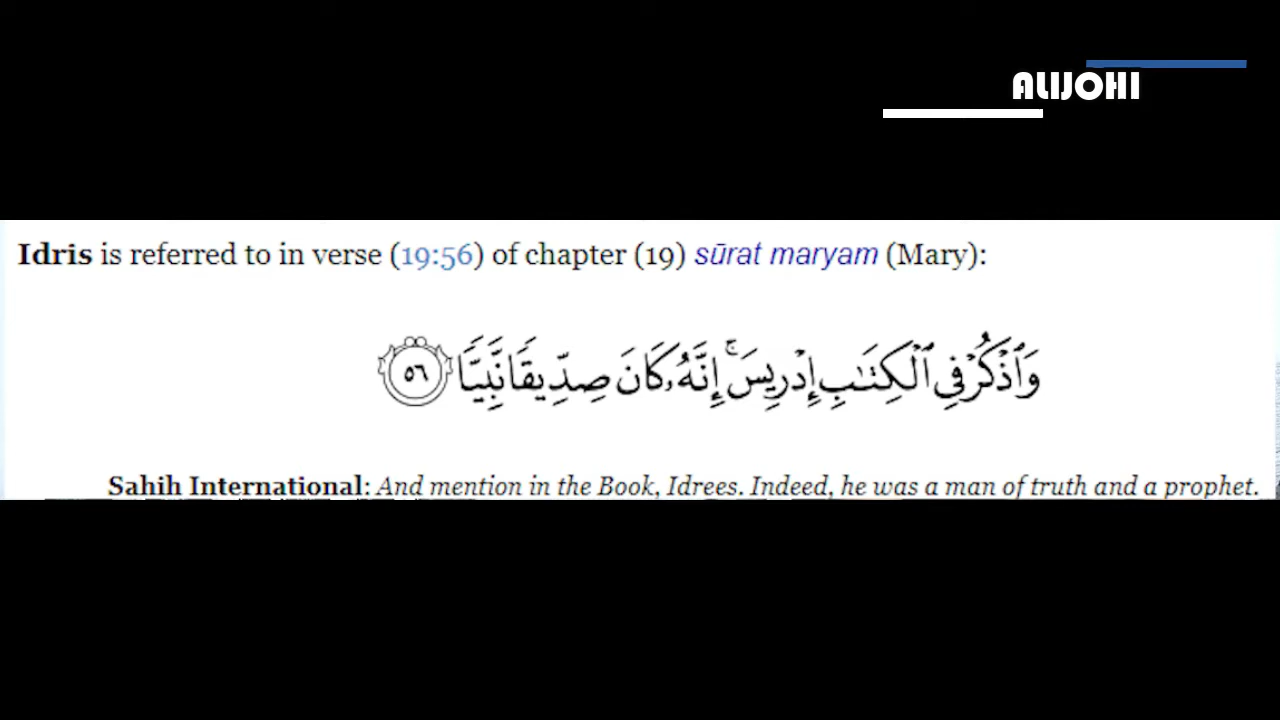 ALIJOHI
Idris is referred to in verse (19:56) of chapter (19) sūrat maryam (Mary):
وَٱذْكُرْ فِى ٱلْكِتَـٰبِ إِدْرِيسَ ۚ إِنَّهُۥ كَانَ صِدِّيقًا نَّبِيًّا ٥٦
Sahih International: And mention in the Book, Idrees. Indeed, he was a man of truth and a prophet.